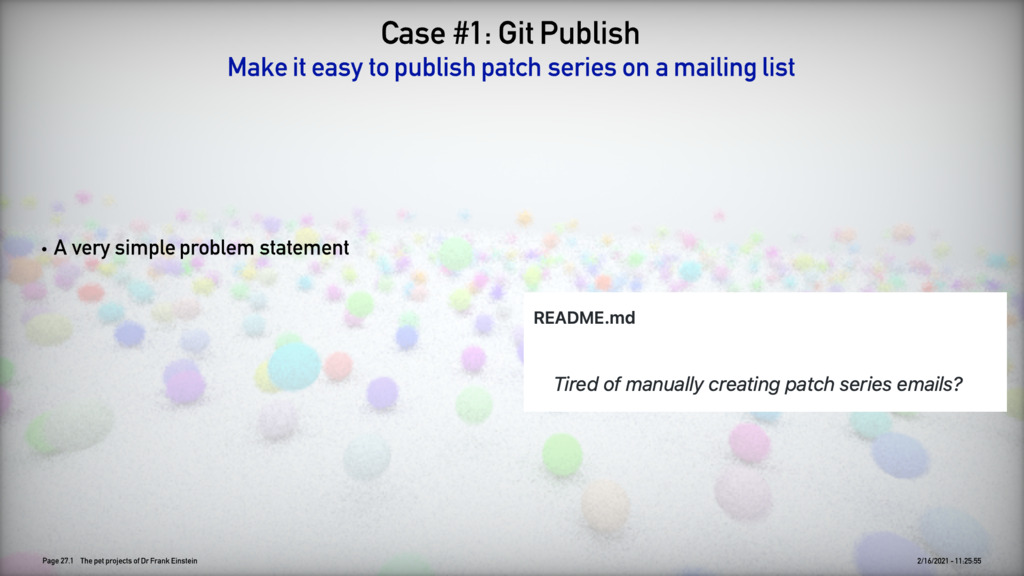 Case #1: Git Publish
Make it easy to publish patch series on a mailing list
• A very simple problem statement
README.md
Tired of manually creating patch series emails?
Page 27.1 The pet projects of Dr Frank Einstein
2/16/2021 - 11:25:55